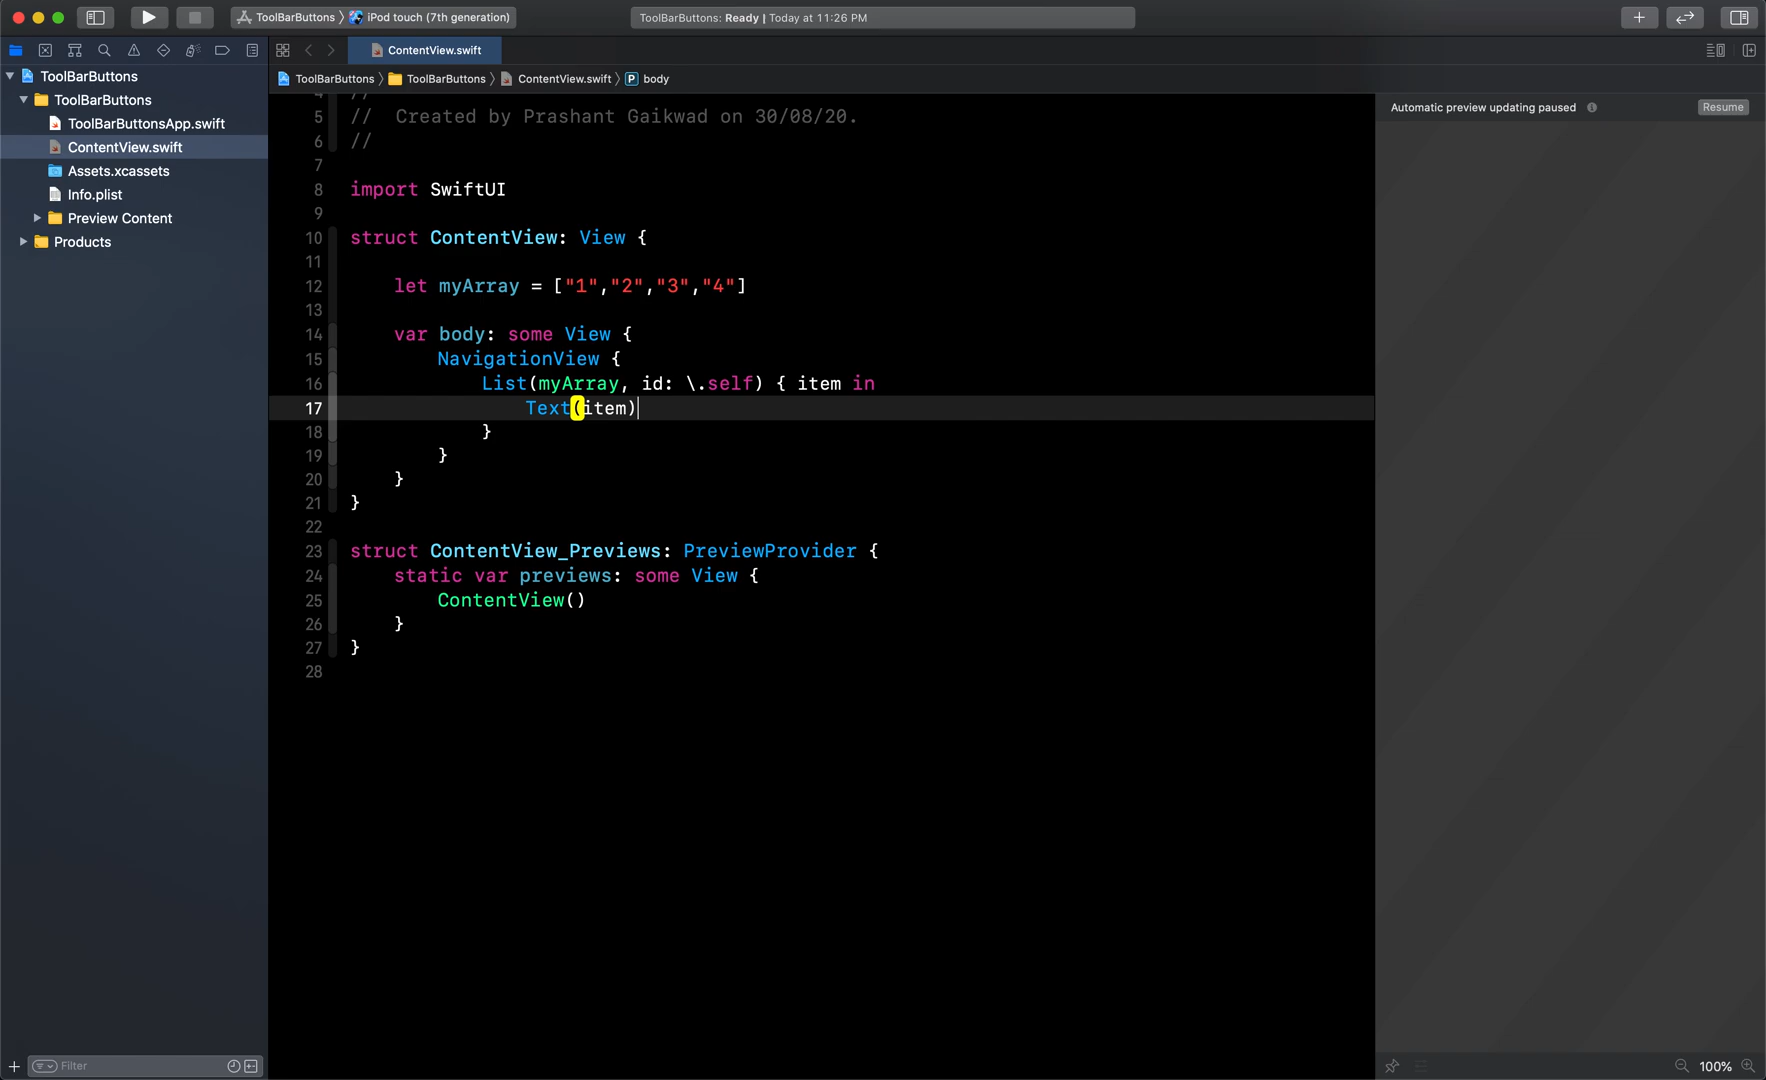 ToolBarButtons 〉 iPod touch (7th generation)
ToolBarButtons: Ready | Today at 11:26 PM
ContentView.swift
ToolBarButtons
ToolBarButtons 〉 ToolBarButtons 〉 ContentView.swift 〉 P body
ToolBarButtons
ToolBarButtonsApp.swift
ContentView.swift
Assets.xcassets
Info.plist
Preview Content
Products
4 //
5 //  Created by Prashant Gaikwad on 30/08/20.
6 //
7
8 import SwiftUI
9
10 struct ContentView: View {
11
12     let myArray = ["1","2","3","4"]
13
14     var body: some View {
15         NavigationView {
16             List(myArray, id: \.self) { item in
17                 Text(item)
18             }
19         }
20     }
21 }
22
23 struct ContentView_Previews: PreviewProvider {
24     static var previews: some View {
25         ContentView()
26     }
27 }
28
Automatic preview updating paused
Resume
Filter
100%